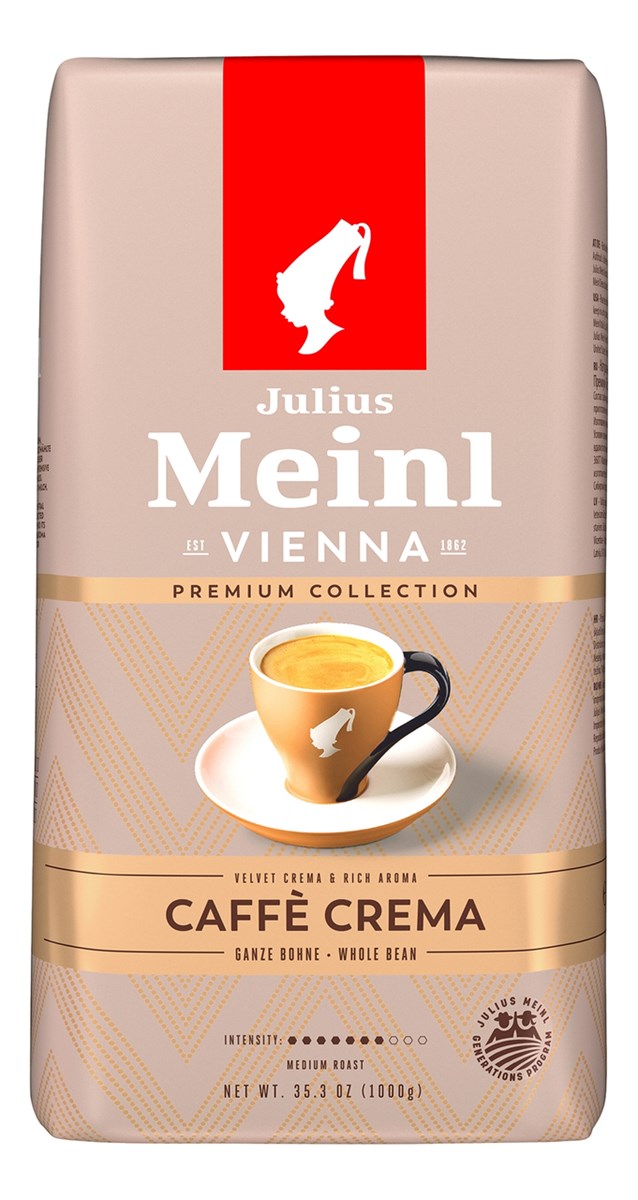 Julius
Meinl
EST VIENNA 1862
PREMIUM COLLECTION
VELVET CREMA & RICH AROMA
CAFFÈ CREMA
GANZE BOHNE • WHOLE BEAN
INTENSITY:
MEDIUM ROAST
NET WT. 35.3 OZ (1000g)
JULIUS MEINL
GENERATIONS PROGRAM